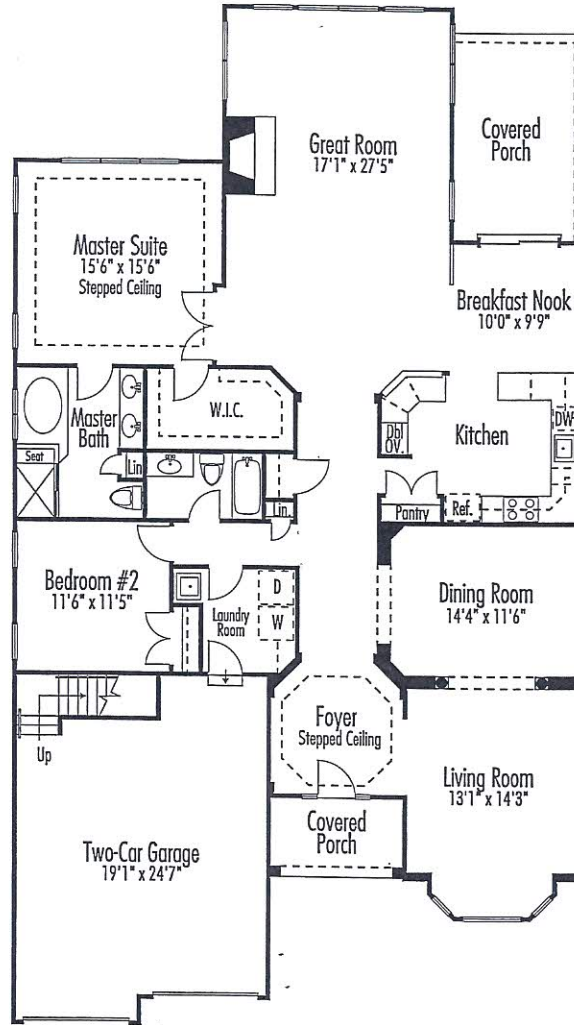 Great Room
17'1" x 27'5"
Covered
Porch
Master Suite
15'6" x 15'6"
Stepped Ceiling
Breakfast Nook
10'0" x 9'9"
W.I.C.
Master
Bath
Dbl
OV.
Kitchen
DW
Seat
Lin
Lin
Pantry
Ref.
Bedroom #2
11'6" x 11'5"
D
W
Laundry
Room
Dining Room
14'4" x 11'6"
Up
Foyer
Stepped Ceiling
Living Room
13'1" x 14'3"
Covered
Porch
Two-Car Garage
19'1" x 24'7"